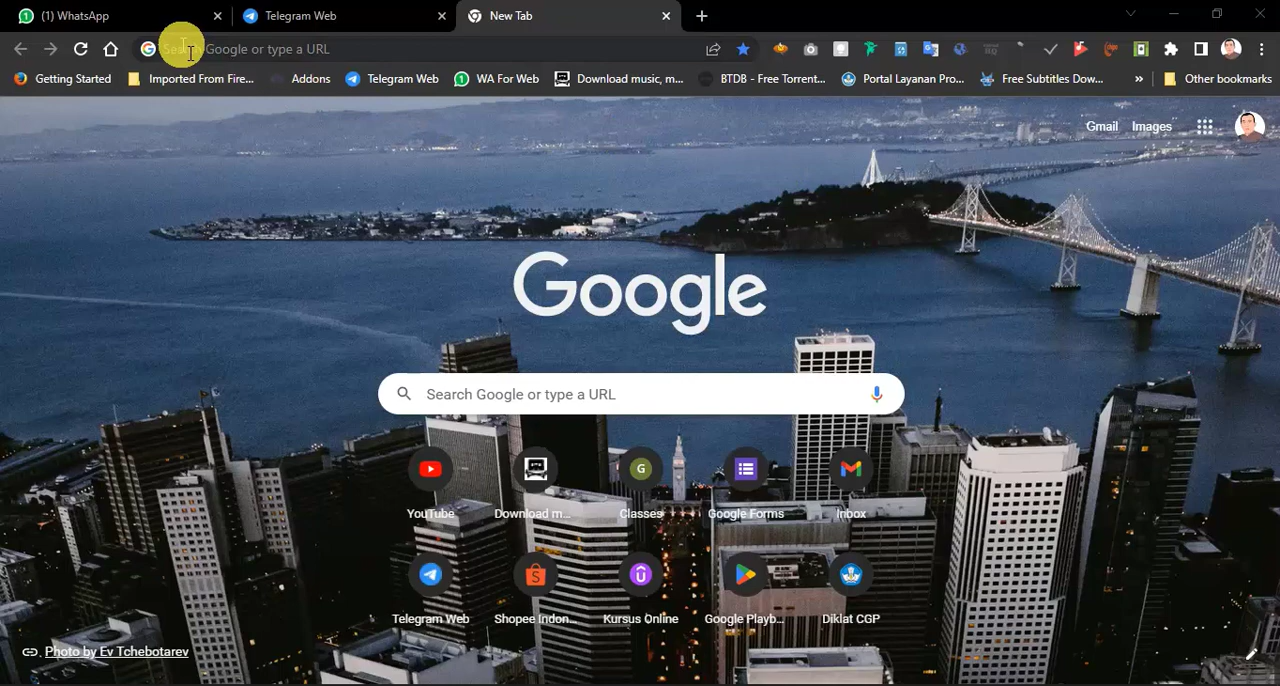 (1) WhatsApp
Telegram Web
New Tab
Search Google or type a URL
Getting Started
Imported From Fire...
Addons
Telegram Web
WA For Web
Download music, m...
BTDB - Free Torrent...
Portal Layanan Pro...
Free Subtitles Dow...
»
Other bookmarks
Gmail
Images
Google
Search Google or type a URL
YouTube
Download m...
Classes
Google Forms
Inbox
Telegram Web
Shopee Indon...
Kursus Online
Google Playb...
Diklat CGP
Photo by Ev Tchebotarev